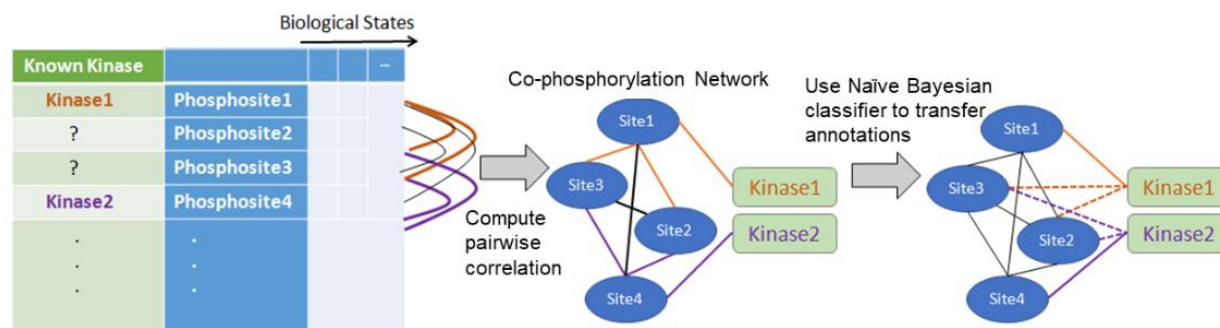 Biological States
Known Kinase ...
Kinase1 Phosphosite1
? Phosphosite2
? Phosphosite3
Kinase2 Phosphosite4
. .
. .
. .
Compute
pairwise
correlation
Co-phosphorylation Network
Site1
Site3
Site2
Site4
Kinase1
Kinase2
Use Naïve Bayesian
classifier to transfer
annotations
Site1
Site3
Site2
Site4
Kinase1
Kinase2